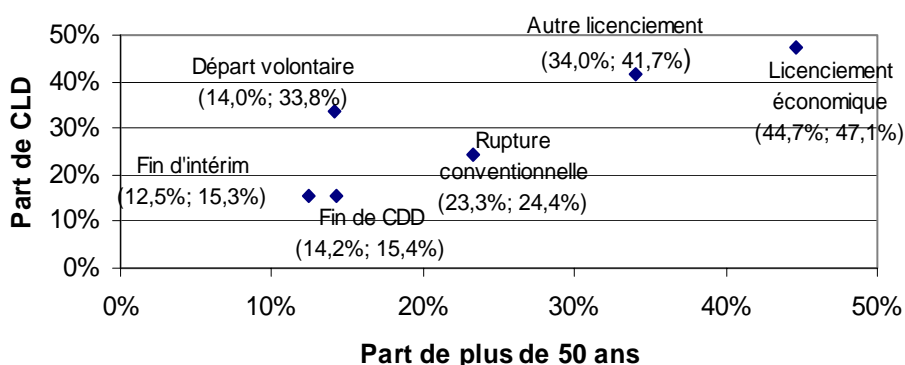 Part de CLD
50%
40%
30%
20%
10%
0%
Autre licenciement
(34,0%; 41,7%)
Départ volontaire
(14,0%; 33,8%)
Licenciement
économique
(44,7%; 47,1%)
Rupture
conventionnelle
(23,3%; 24,4%)
Fin d'intérim
(12,5%; 15,3%)
Fin de CDD
(14,2%; 15,4%)
0%
10%
20%
30%
40%
50%
Part de plus de 50 ans